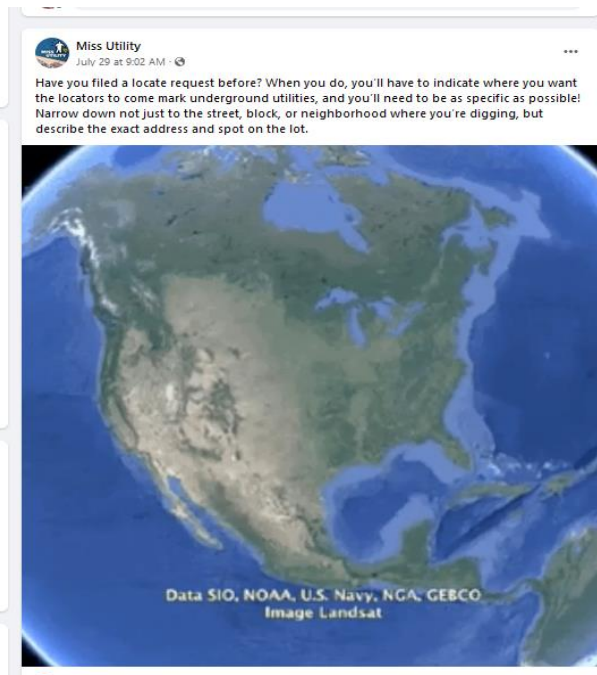 Miss Utility
July 29 at 9:02 AM ·
Have you filed a locate request before? When you do, you'll have to indicate where you want
the locators to come mark underground utilities, and you'll need to be as specific as possible!
Narrow down not just to the street, block, or neighborhood where you're digging, but
describe the exact address and spot on the lot.
Data SIO, NOAA, U.S. Navy, NGA, GEBCO
Image Landsat